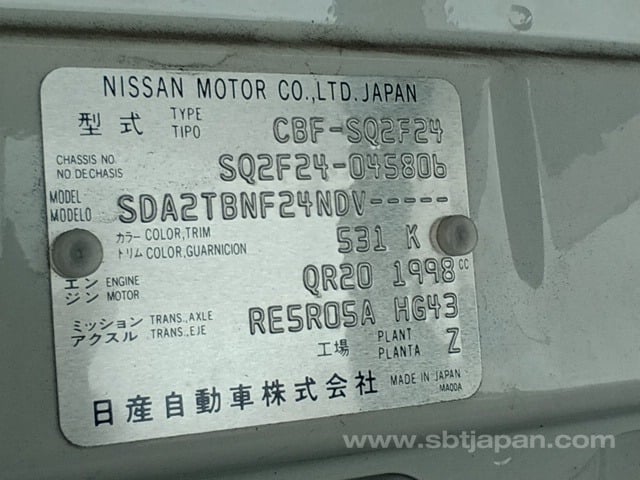 NISSAN MOTOR CO.,LTD. JAPAN
型式 TYPE TIPO CBF-SQ2F24
CHASSIS NO NO DECHASIS SQ2F24-045806
MODEL MODELO SDA2TBNF24NDV-----
カラー COLOR,TRIM
トリム COLOR,GUARNICION 531 K
エンジン ENGINE MOTOR QR20 1998 cc
ミッション TRANS.,AXLE
アクスル TRANS.,EJE RE5R05A HG43
工場 PLANT PLANTA Z
日産自動車株式会社 MADE IN JAPAN
MA00A
www.sbtjapan.com